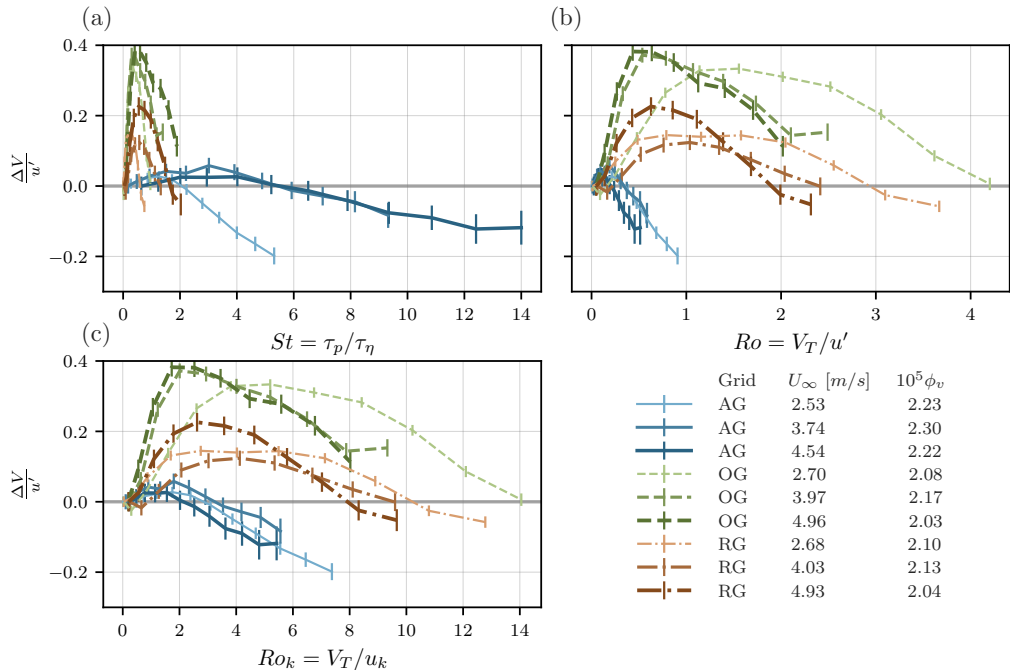 (a)
(b)
0.4
0.2
0.0
−0.2
ΔV
u′
0 2 4 6 8 10 12 14
St = τp/τη
0 1 2 3 4
Ro = VT/u′
(c)
0.4
0.2
0.0
−0.2
ΔV
u′
0 2 4 6 8 10 12 14
Rok = VT/uk
Grid U∞ [m/s] 10⁵ϕv
AG 2.53 2.23
AG 3.74 2.30
AG 4.54 2.22
OG 2.70 2.08
OG 3.97 2.17
OG 4.96 2.03
RG 2.68 2.10
RG 4.03 2.13
RG 4.93 2.04